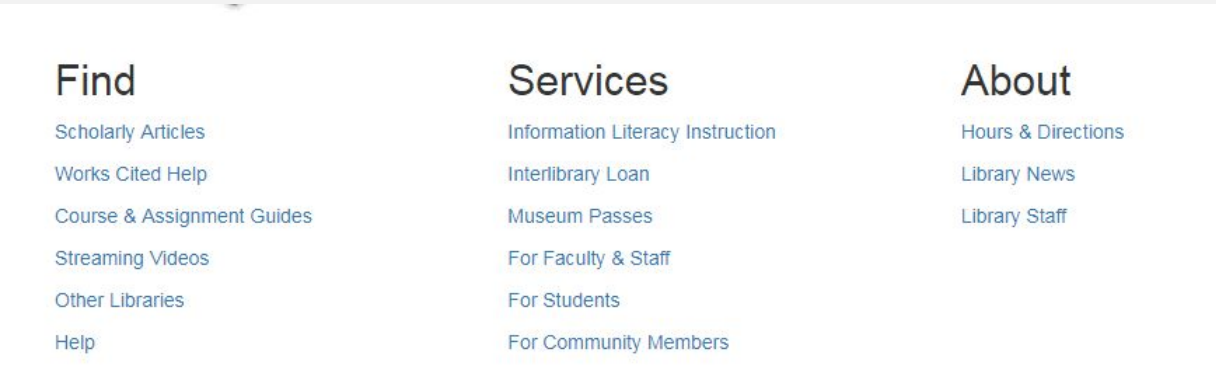 Find
Scholarly Articles
Works Cited Help
Course & Assignment Guides
Streaming Videos
Other Libraries
Help
Services
Information Literacy Instruction
Interlibrary Loan
Museum Passes
For Faculty & Staff
For Students
For Community Members
About
Hours & Directions
Library News
Library Staff